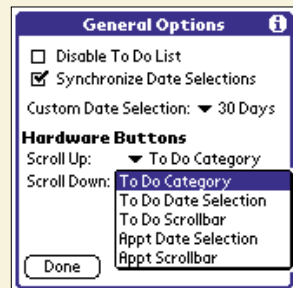 General Options i
Disable To Do List
Synchronize Date Selections
Custom Date Selection: 30 Days
Hardware Buttons
Scroll Up: To Do Category
Scroll Down: To Do Category
To Do Date Selection
To Do Scrollbar
Appt Date Selection
Appt Scrollbar
Done